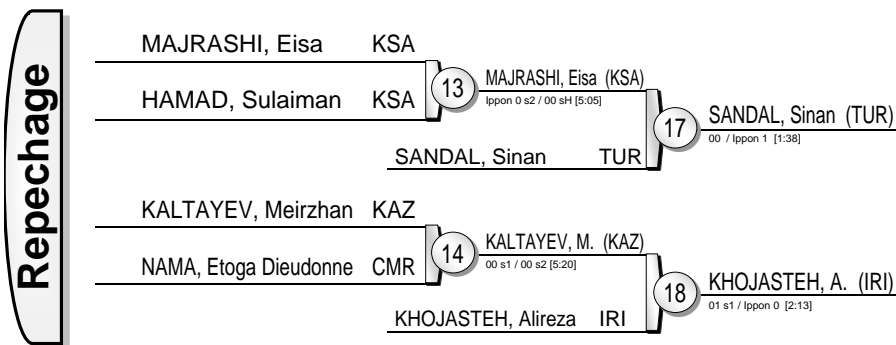 Repechage
MAJRASHI, Eisa KSA
HAMAD, Sulaiman KSA
13
MAJRASHI, Eisa (KSA)
Ippon 0 s2 / 00 sH [5:05]
SANDAL, Sinan TUR
17
SANDAL, Sinan (TUR)
00 / Ippon 1 [1:38]
KALTAYEV, Meirzhan KAZ
NAMA, Etoga Dieudonne CMR
14
KALTAYEV, M. (KAZ)
00 s1 / 00 s2 [5:20]
KHOJASTEH, Alireza IRI
18
KHOJASTEH, A. (IRI)
01 s1 / Ippon 0 [2:13]